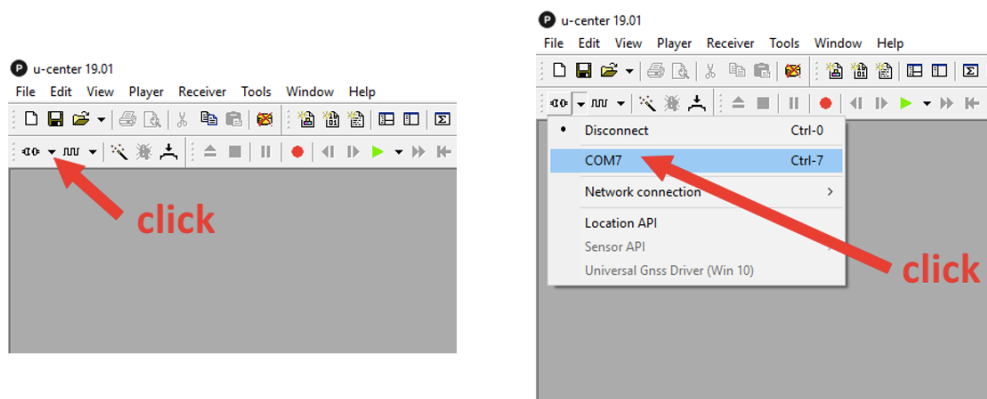 u-center 19.01
File Edit View Player Receiver Tools Window Help
click
u-center 19.01
File Edit View Player Receiver Tools Window Help
Disconnect Ctrl-0
COM7 Ctrl-7
Network connection
Location API
Sensor API
Universal Gnss Driver (Win 10)
click